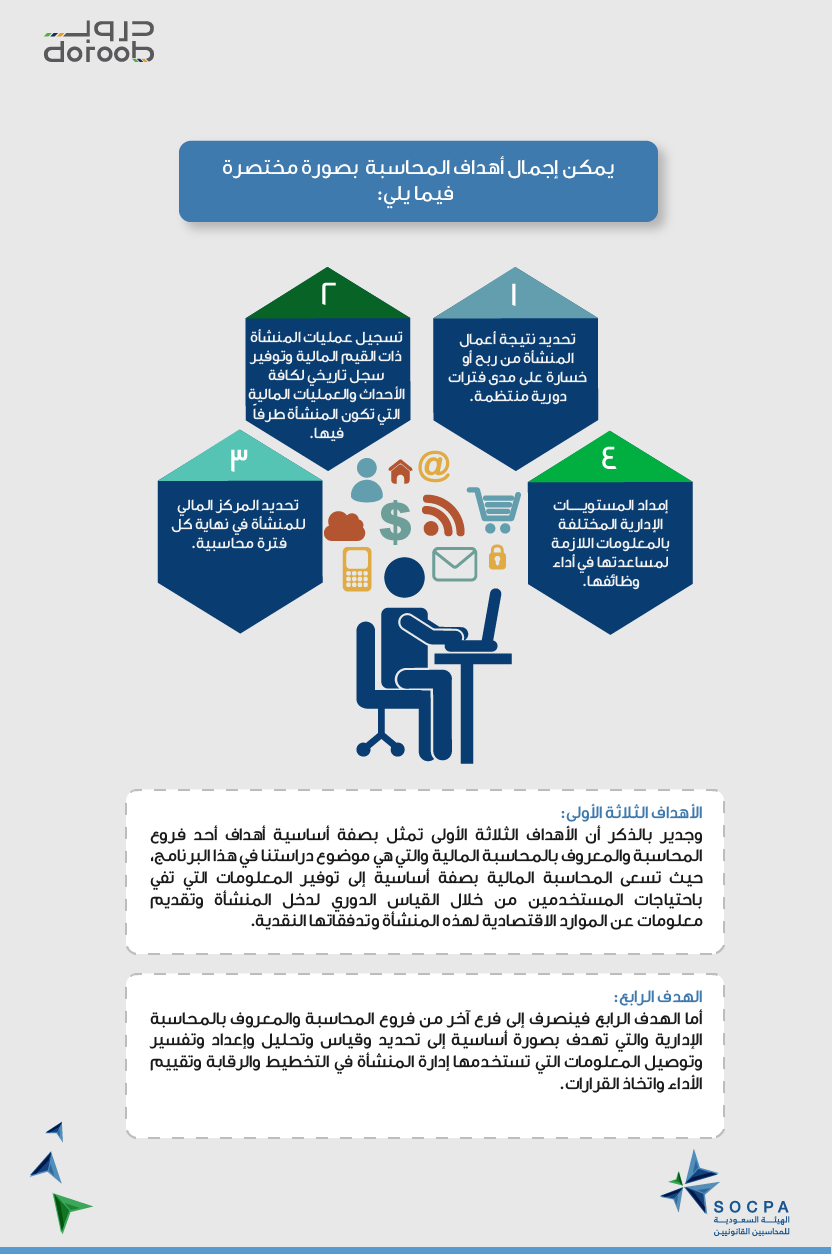 دروب
doroob
يمكن إجمال أهداف المحاسبة بصورة مختصرة
فيما يلي:
١
تحديد نتيجة أعمال
المنشأة من ربح أو
خسارة على مدى فترات
دورية منتظمة.
٢
تسجيل عمليات المنشأة
ذات القيم المالية وتوفير
سجل تاريخي لكافة
الأحداث والعمليات المالية
التي تكون المنشأة طرفاً
فيها.
٣
تحديد المركز المالي
للمنشأة في نهاية كل
فترة محاسبية.
٤
إمداد المستويـــات
الإدارية المختلفة
بالمعلومات اللازمة
لمساعدتها في أداء
وظائفها.
@
$
الأهداف الثلاثة الأولى:
وجدير بالذكر أن الأهداف الثلاثة الأولى تمثل بصفة أساسية أهداف أحد فروع
المحاسبة والمعروف بالمحاسبة المالية والتي هي موضوع دراستنا في هذا البرنامج،
حيث تسعى المحاسبة المالية بصفة أساسية إلى توفير المعلومات التي تفي
باحتياجات المستخدمين من خلال القياس الدوري لدخل المنشأة وتقديم
معلومات عن الموارد الاقتصادية لهذه المنشأة وتدفقاتها النقدية.
الهدف الرابع:
أما الهدف الرابع فينصرف إلى فرع آخر من فروع المحاسبة والمعروف بالمحاسبة
الإدارية والتي تهدف بصورة أساسية إلى تحديد وقياس وتحليل وإعداد وتفسير
وتوصيل المعلومات التي تستخدمها إدارة المنشأة في التخطيط والرقابة وتقييم
الأداء واتخاذ القرارات.
SOCPA
الهيئـــة السعوديـــة
للمحاسبين القانونيين